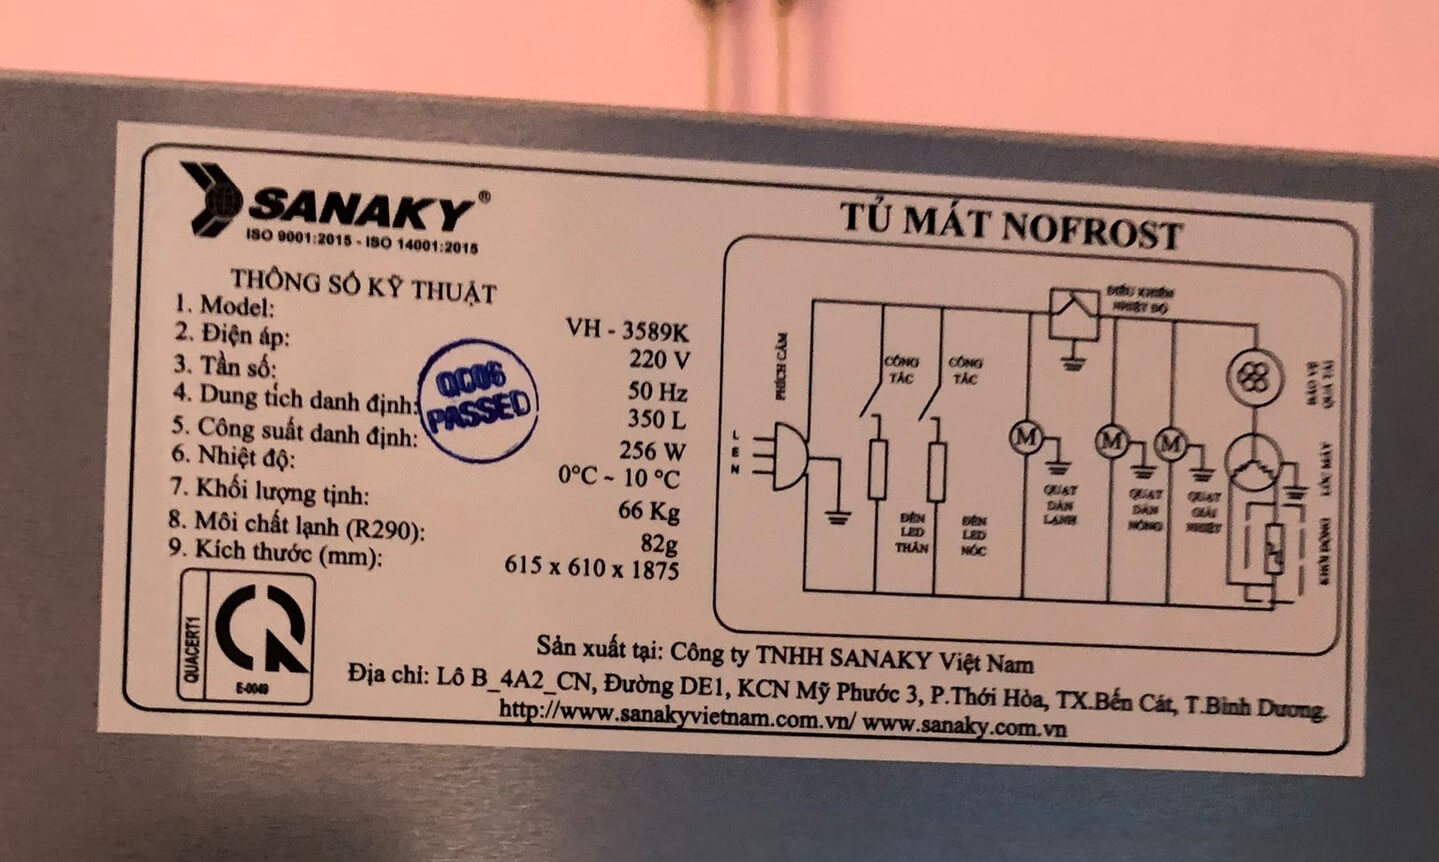 SANAKY®
ISO 9001:2015 - ISO 14001:2015
THÔNG SỐ KỸ THUẬT
1. Model: VH - 3589K
2. Điện áp: 220 V
3. Tần số: 50 Hz
4. Dung tích danh định: 350 L
5. Công suất danh định: 256 W
6. Nhiệt độ: 0°C ~ 10 °C
7. Khối lượng tịnh: 66 Kg
8. Môi chất lạnh (R290): 82g
9. Kích thước (mm): 615 x 610 x 1875
QC06
PASSED
QUACERT1
E-0049
TỦ MÁT NOFROST
ĐIỀU KHIỂN
NHIỆT ĐỘ
PHÍCH CẮM
CÔNG
TẮC
CÔNG
TẮC
BẢO VỆ
QUÁ TẢI
L
E
N
M
M
M
QUẠT
DÀN
LẠNH
QUẠT
DÀN
NÓNG
QUẠT
GIẢI
NHIỆT
LỐC MÁY
KHỞI ĐỘNG
ĐÈN
LED
THÂN
ĐÈN
LED
NÓC
Sản xuất tại: Công ty TNHH SANAKY Việt Nam
Địa chỉ: Lô B_4A2_CN, Đường DE1, KCN Mỹ Phước 3, P.Thới Hòa, TX.Bến Cát, T.Bình Dương.
http://www.sanakyvietnam.com.vn/ www.sanaky.com.vn